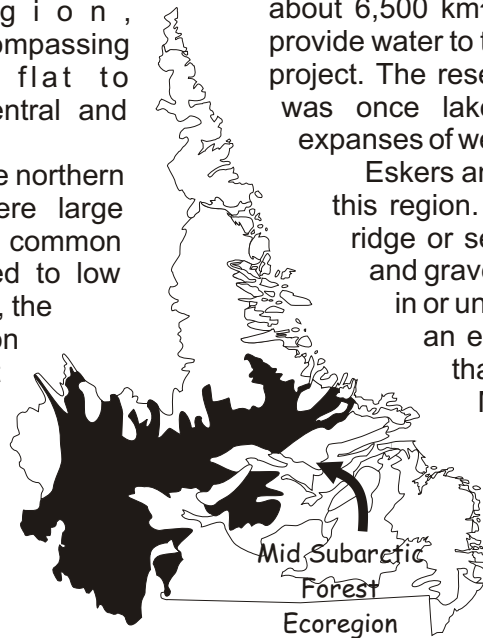 g i o n ,
ompassing
flat to
entral and
e northern
ere large
common
ed to low
, the
on
about 6,500 km
provide water to t
project. The rese
was once lake
expanses of we
Eskers ar
this region.
ridge or se
and grave
in or un
an e
tha
Mid Subarctic
Forest
Ecoregion